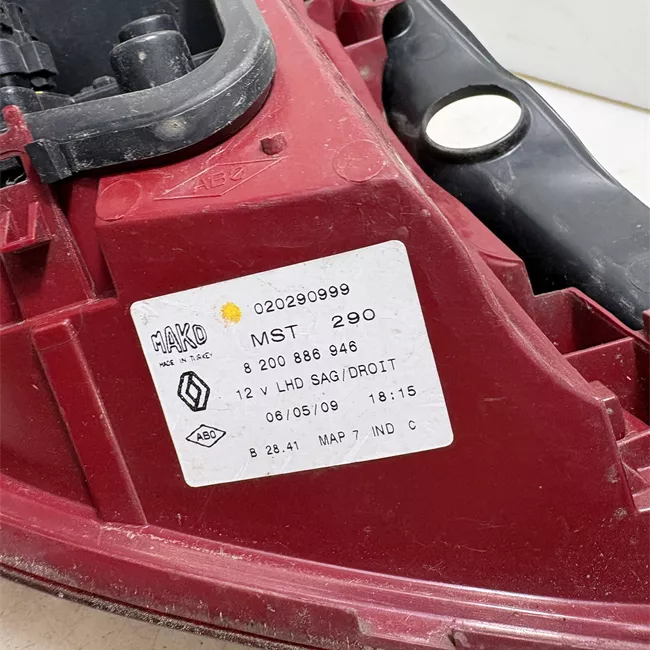 ABO
020290999
MAKO
MADE IN TURKEY
MST 290
8 200 886 946
12 v LHD SAG/DROIT
06/05/09 18:15
ABO
B 28.41 MAP 7 IND C